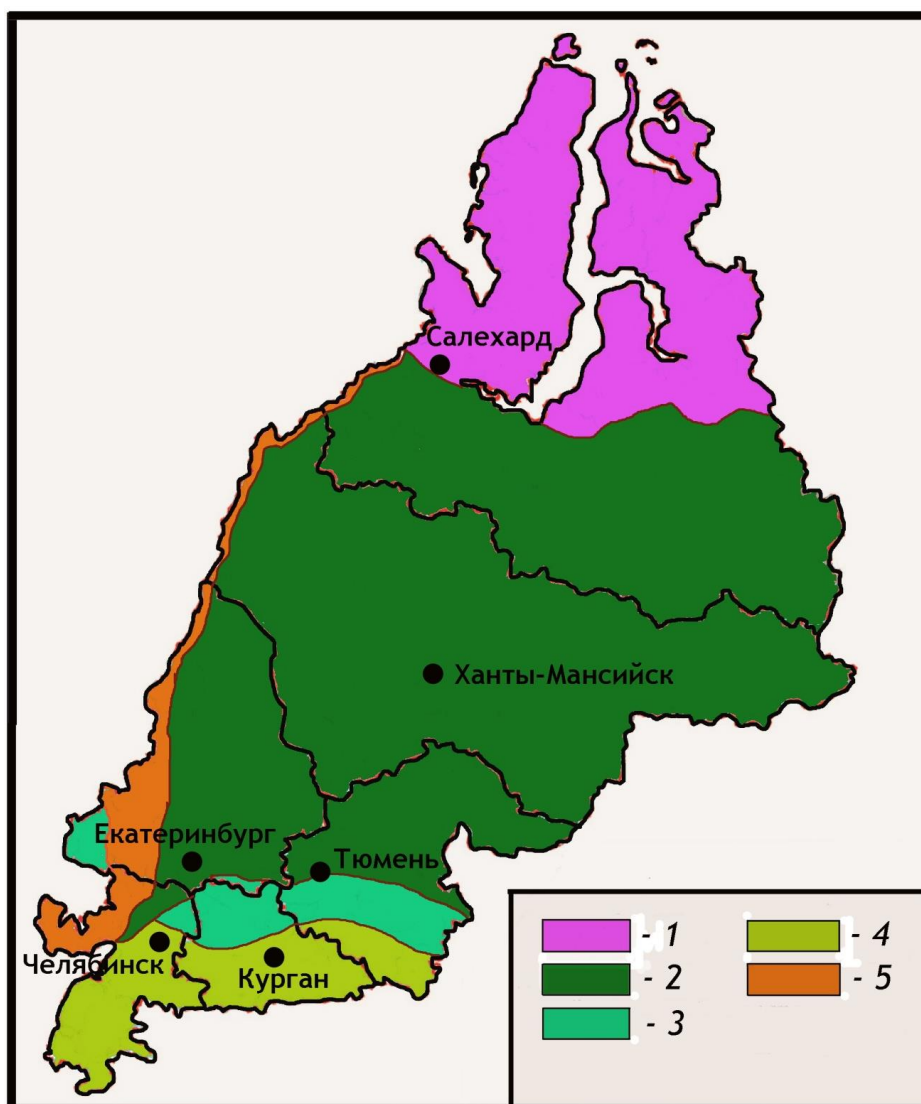 Салехард
Ханты-Мансийск
Екатеринбург
Тюмень
Челябинск
Курган
- 1
- 4
- 2
- 5
- 3